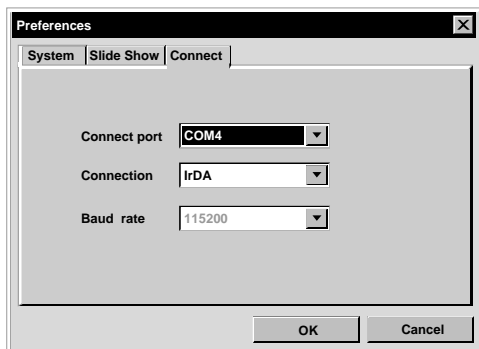 Preferences
System Slide Show Connect
Connect port COM4
Connection IrDA
Baud rate 115200
OK Cancel